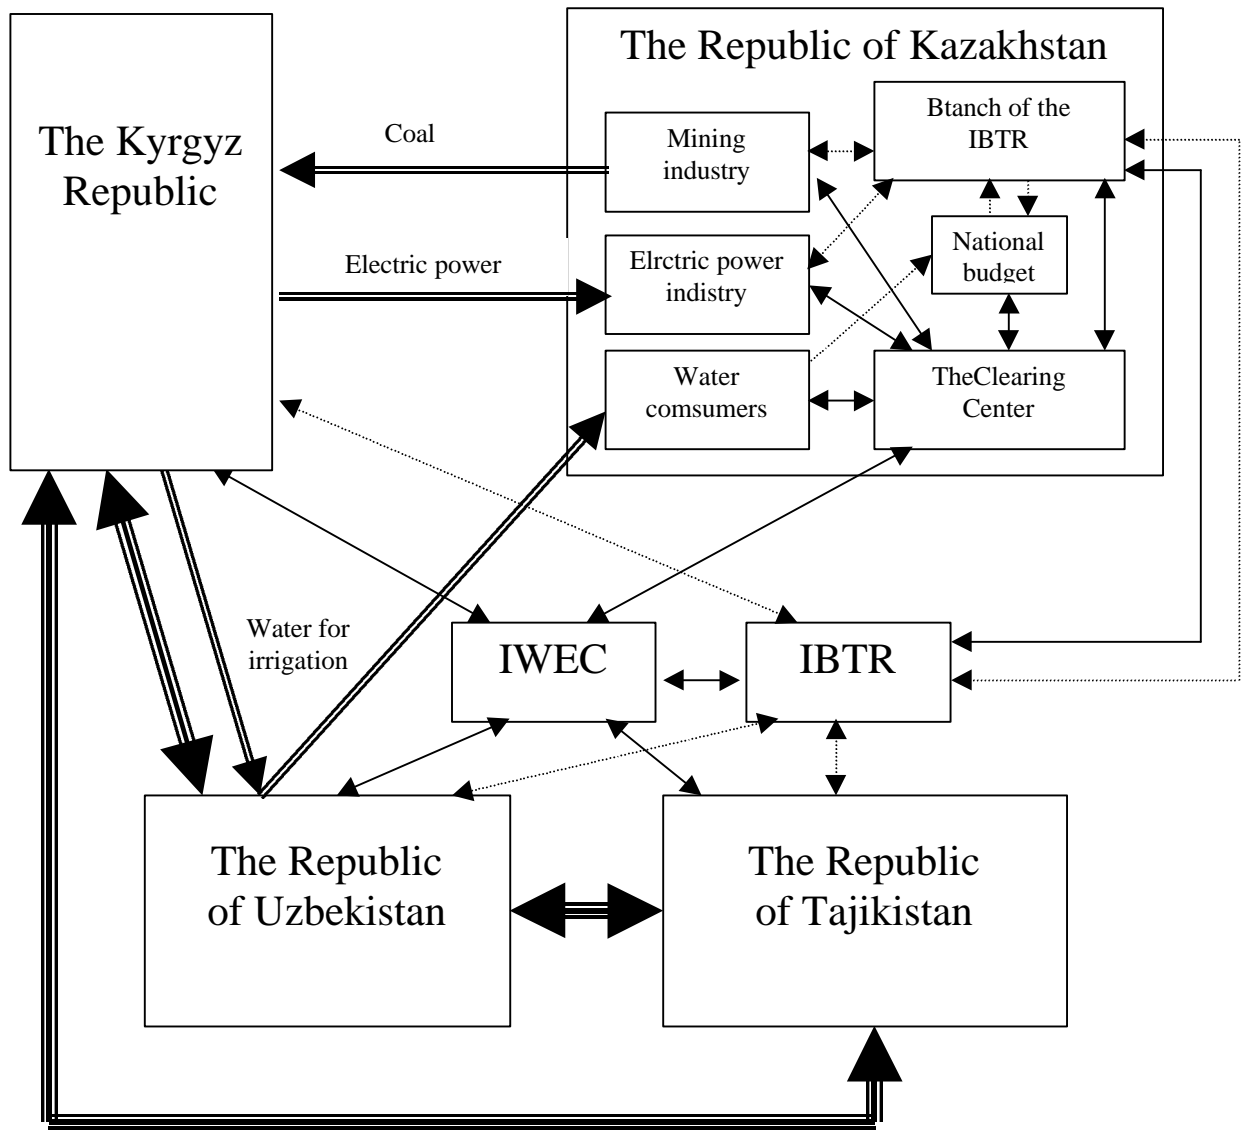 The Republic of Kazakhstan
The Kyrgyz
Republic
Coal
Mining
industry
Btanch of the
IBTR
National
budget
Electric power
Elrctric power
indistry
Water
comsumers
TheClearing
Center
Water for
irrigation
IWEC
IBTR
The Republic
of Uzbekistan
The Republic
of Tajikistan